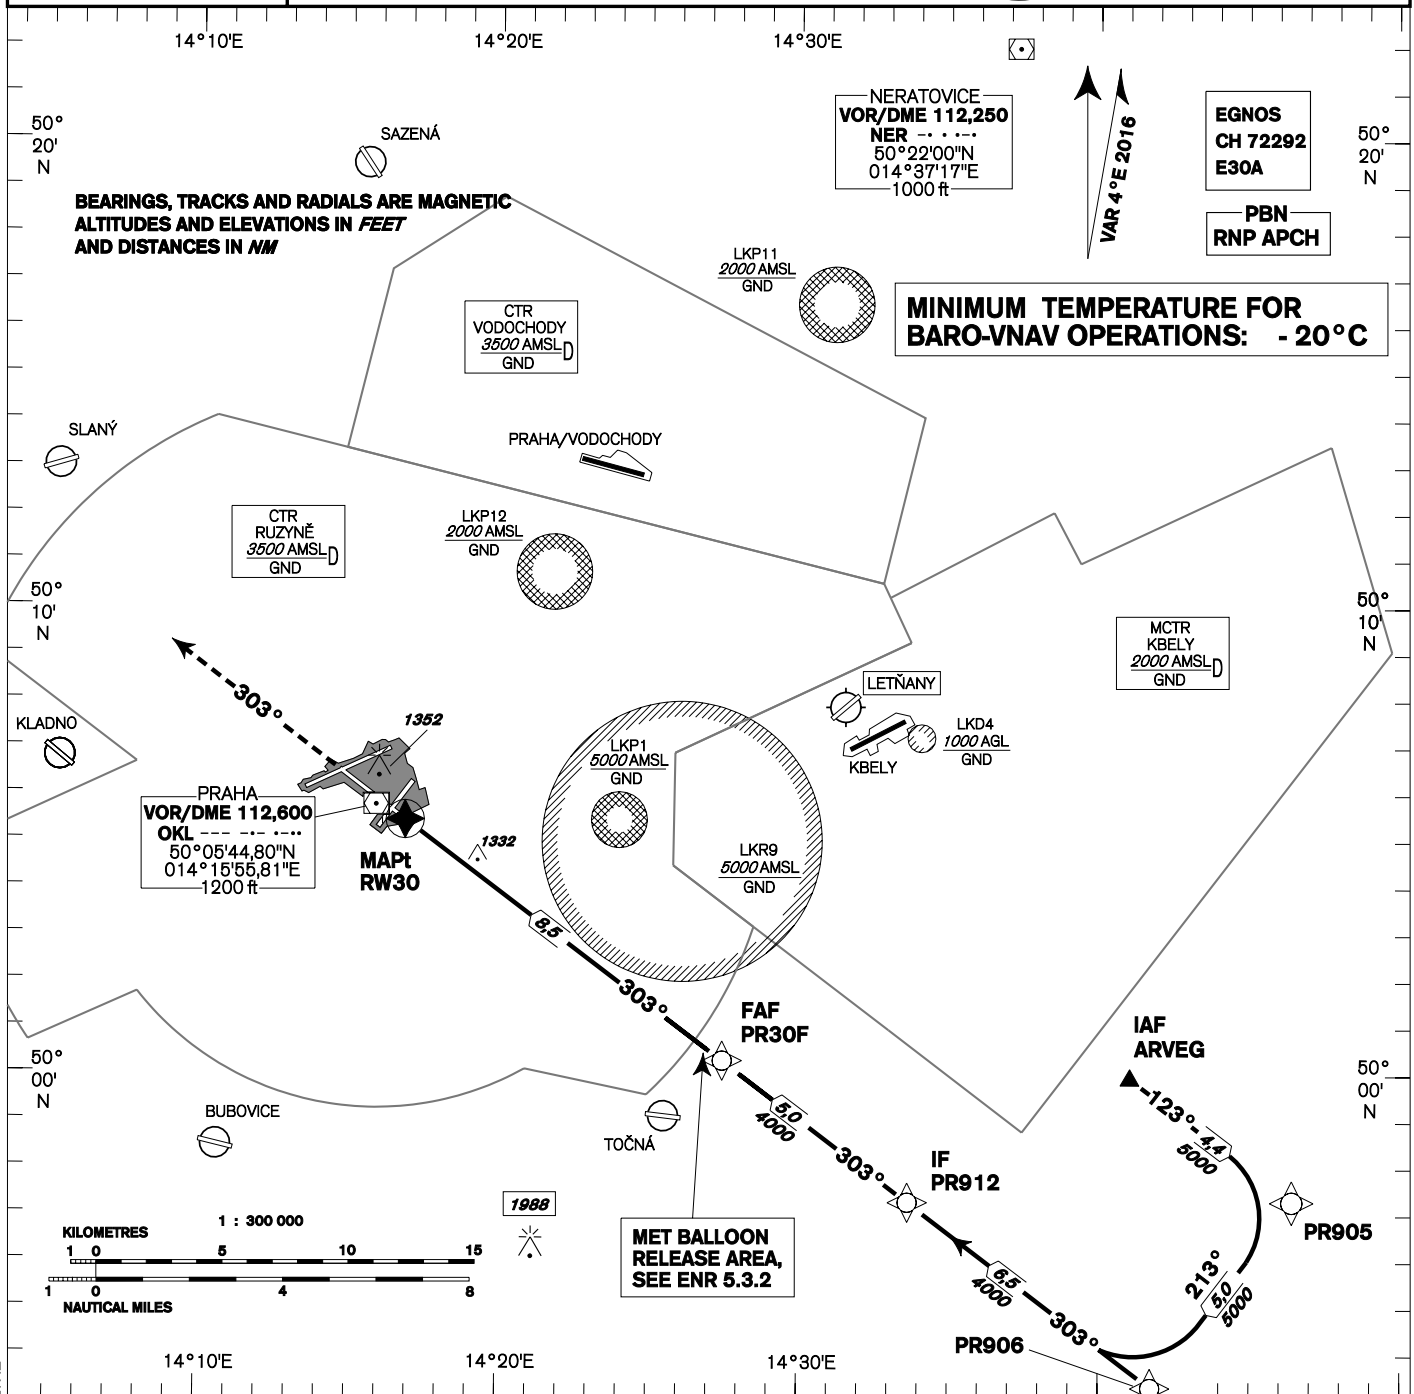 14°10'E
14°20'E
14°30'E
NERATOVICE
VOR/DME 112,250
NER -· · ·-·
50°22'00"N
014°37'17"E
1000 ft
VAR 4°E 2016
EGNOS
CH 72292
E30A
PBN
RNP APCH
50°
20'
N
50°
20'
N
SAZENÁ
BEARINGS, TRACKS AND RADIALS ARE MAGNETIC
ALTITUDES AND ELEVATIONS IN FEET
AND DISTANCES IN NM
LKP11
2000 AMSL
GND
MINIMUM TEMPERATURE FOR
BARO-VNAV OPERATIONS: - 20°C
CTR
VODOCHODY
3500 AMSL D
GND
SLANÝ
PRAHA/VODOCHODY
CTR
RUZYNĚ
3500 AMSL D
GND
LKP12
2000 AMSL
GND
50°
10'
N
50°
10'
N
MCTR
KBELY
2000 AMSL D
GND
303°
KLADNO
1352
LETŇANY
LKP1
5000 AMSL
GND
KBELY
LKD4
1000 AGL
GND
PRAHA
VOR/DME 112,600
OKL --- -·- ·-··
50°05'44,80"N
014°15'55,81"E
1200 ft
MAPt
RW30
1332
LKR9
5000 AMSL
GND
8,5
303°
FAF
PR30F
IAF
ARVEG
50°
00'
N
50°
00'
N
BUBOVICE
TOČNÁ
5,0
4000
303°
123°
4,4
5000
IF
PR912
PR905
1988
1 : 300 000
KILOMETRES
1 0 5 10 15
1 0 4 8
NAUTICAL MILES
MET BALLOON
RELEASE AREA,
SEE ENR 5.3.2
6,5
4000
303°
213°
5,0
5000
PR906
14°10'E
14°20'E
14°30'E